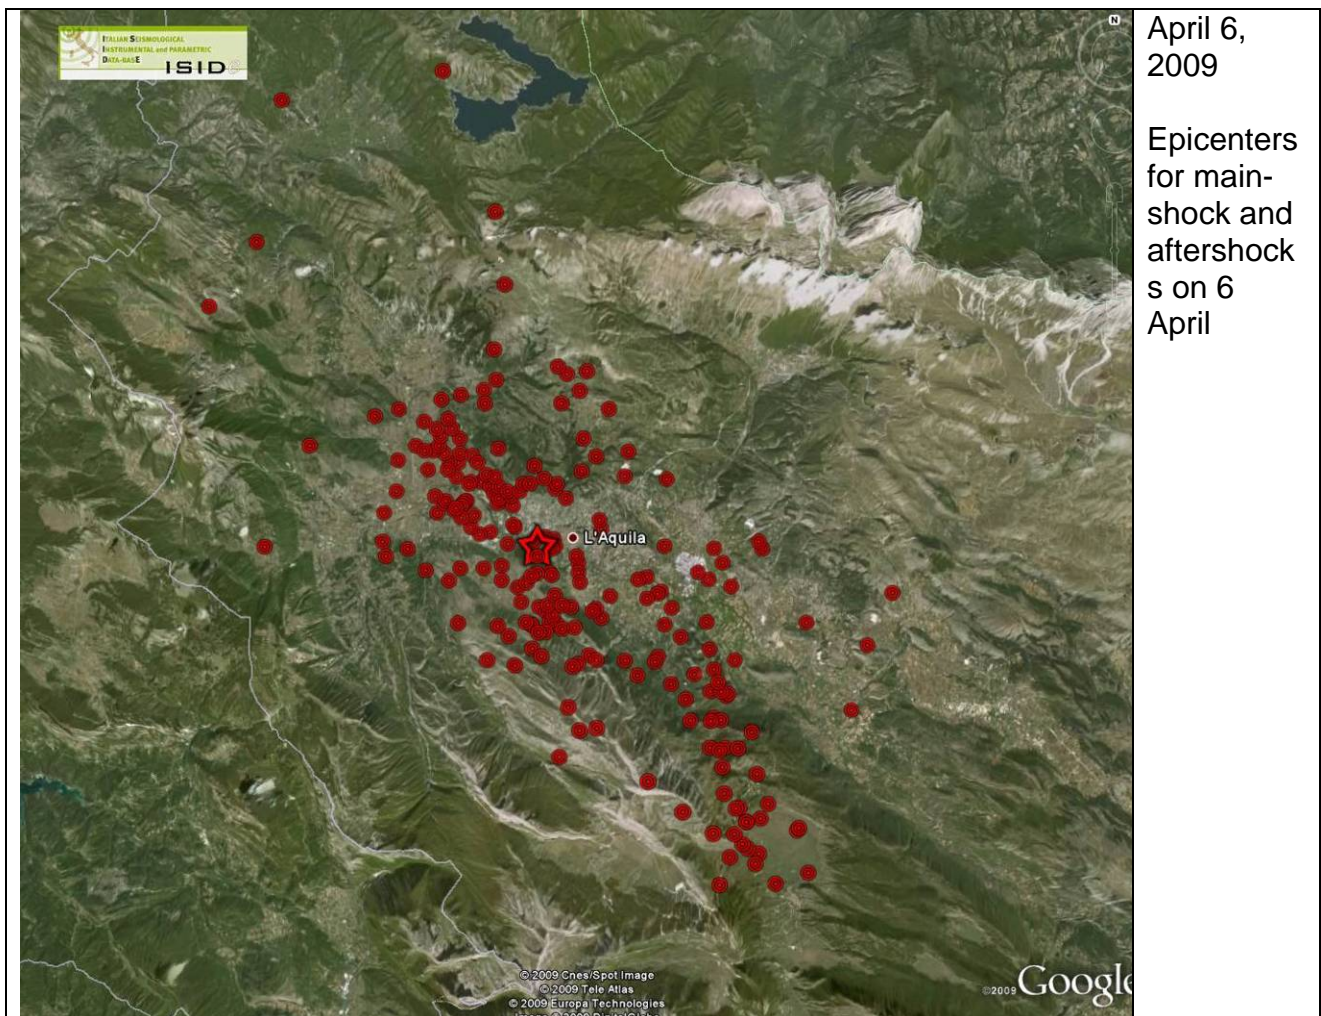 ITALIAN SEISMOLOGICAL
INSTRUMENTAL and PARAMETRIC
DATA-BASE
ISIDe
N
April 6,
2009
Epicenters
for main-
shock and
aftershock
s on 6
April
L'Aquila
© 2009 Cnes/Spot Image
© 2009 Tele Atlas
© 2009 Europa Technologies
©2009 Google